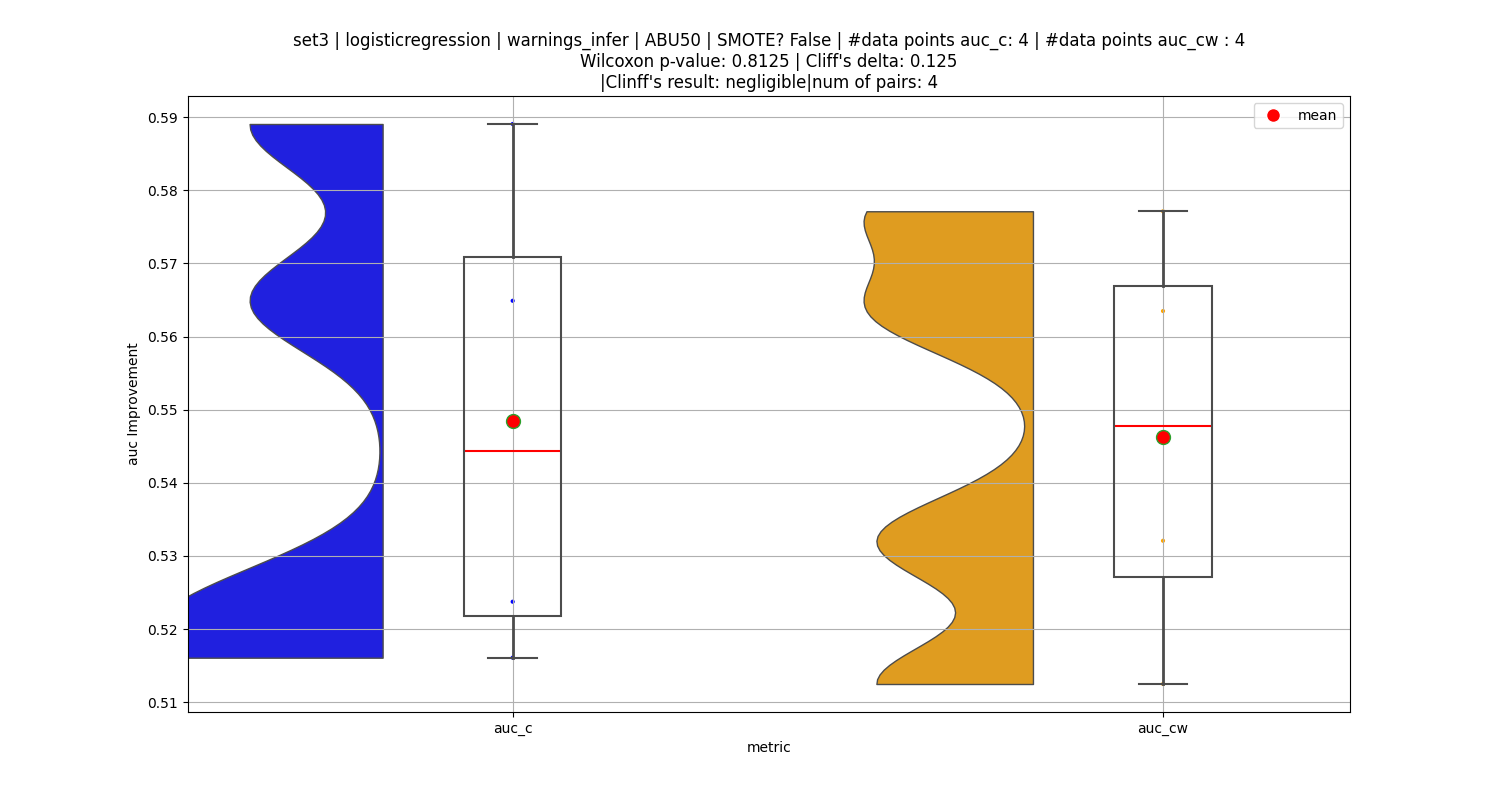 set3 | logisticregression | warnings_infer | ABU50 | SMOTE? False | #data points auc_c: 4 | #data points auc_cw : 4
Wilcoxon p-value: 0.8125 | Cliff's delta: 0.125
|Clinff's result: negligible|num of pairs: 4
mean
0.59
0.58
0.57
0.56
0.55
0.54
0.53
0.52
0.51
auc Improvement
auc_c
auc_cw
metric